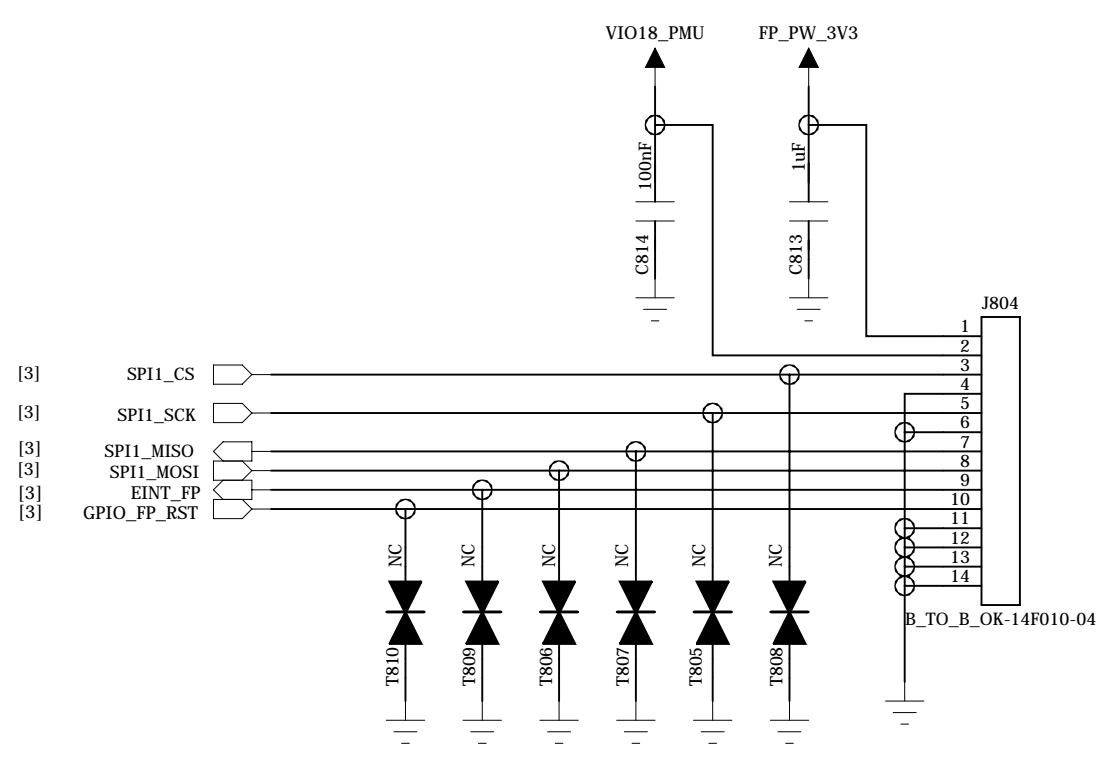 VIO18_PMU
FP_PW_3V3
100nF
1uF
C814
C813
J804
1
2
[3] SPI1_CS
3
4
[3] SPI1_SCK
5
6
[3] SPI1_MISO
7
[3] SPI1_MOSI
8
[3] EINT_FP
9
[3] GPIO_FP_RST
10
11
12
13
14
NC
NC
NC
NC
NC
NC
B_TO_B_OK-14F010-04
T810
T809
T806
T807
T805
T808